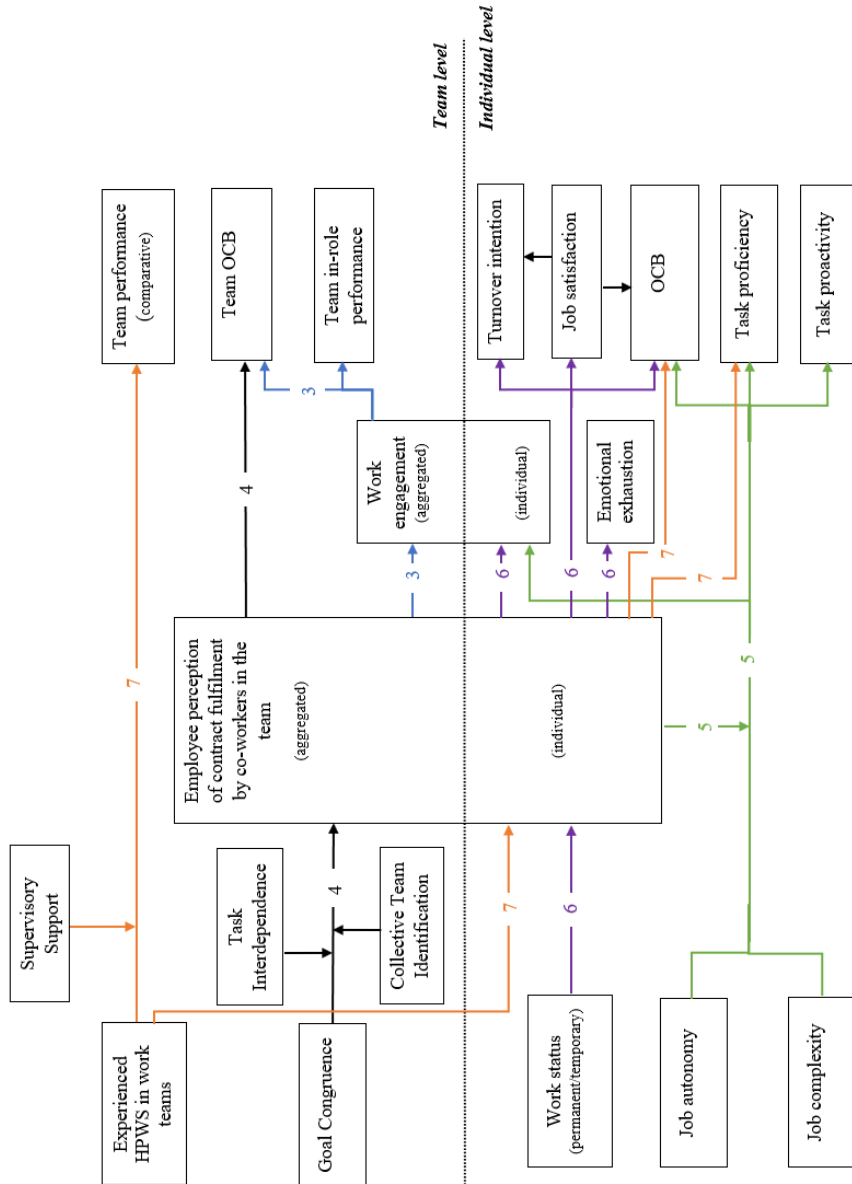 Supervisory
Support
Experienced
HPWS in work
teams
7
Team performance
(comparative)
Task
Interdependence
Goal Congruence
4
Collective Team
Identification
Employee perception
of contract fulfilment
by co-workers in the
team
(aggregated)
(individual)
4
Team OCB
3
Team in-role
performance
3
Work
engagement
(aggregated)
(individual)
Team level
Individual level
7
Work status
(permanent/temporary)
6
6
6
6
Emotional
exhaustion
7
7
Turnover intention
Job satisfaction
OCB
Task proficiency
Task proactivity
Job autonomy
Job complexity
5
5